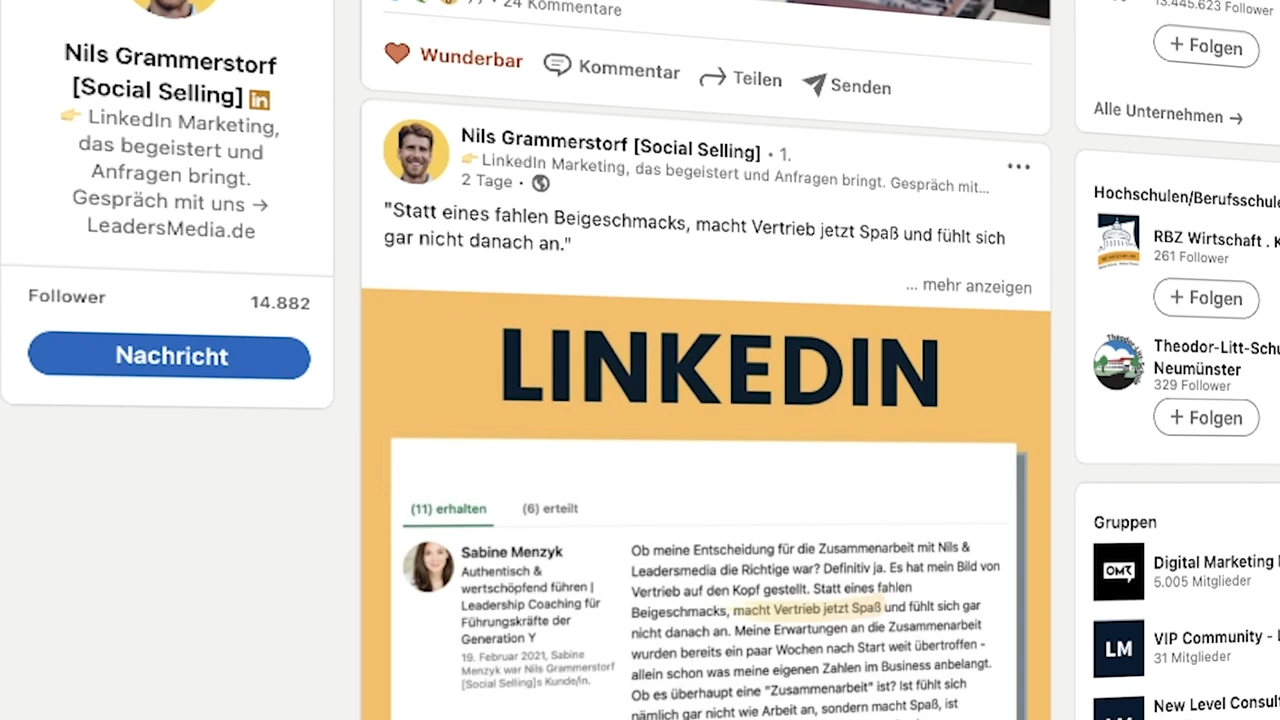 Nils Grammerstorf
[Social Selling] in
LinkedIn Marketing,
das begeistert und
Anfragen bringt.
Gespräch mit uns →
LeadersMedia.de
Follower 14.882
Nachricht
24 Kommentare
Wunderbar Kommentar Teilen Senden
Nils Grammerstorf [Social Selling] • 1.
LinkedIn Marketing, das begeistert und Anfragen bringt. Gespräch mit...
2 Tage •
"Statt eines fahlen Beigeschmacks, macht Vertrieb jetzt Spaß und fühlt sich
gar nicht danach an."
... mehr anzeigen
LINKEDIN
(11) erhalten (6) erteilt
Sabine Menzyk
Authentisch &
wertschöpfend führen |
Leadership Coaching für
Führungskräfte der
Generation Y
19. Februar 2021, Sabine
Menzyk war Nils Grammerstorf
[Social Selling]s Kunde/in.
Ob meine Entscheidung für die Zusammenarbeit mit Nils &
Leadersmedia die Richtige war? Definitiv ja. Es hat mein Bild von
Vertrieb auf den Kopf gestellt. Statt eines fahlen
Beigeschmacks, macht Vertrieb jetzt Spaß und fühlt sich gar
nicht danach an. Meine Erwartungen an die Zusammenarbeit
wurden bereits ein paar Wochen nach Start weit übertroffen -
allein schon was meine eigenen Zahlen im Business anbelangt.
Ob es überhaupt eine "Zusammenarbeit" ist? Ist fühlt sich
nämlich gar nicht wie Arbeit an, sondern macht Spaß, ist
13.445.623 Follower
+ Folgen
Alle Unternehmen →
Hochschulen/Berufsschule
RBZ Wirtschaft . K
261 Follower
+ Folgen
Theodor-Litt-Schu
Neumünster
329 Follower
+ Folgen
Gruppen
OMT
Digital Marketing
5.005 Mitglieder
LM
VIP Community -
31 Mitglieder
New Level Consult